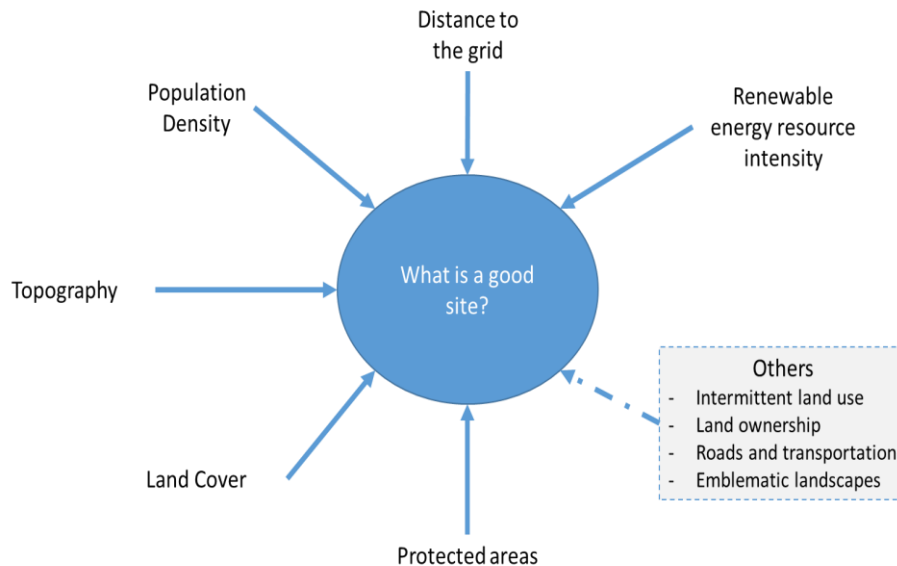 Distance to
the grid
Population
Density
Renewable
energy resource
intensity
What is a good
site?
Topography
Others
- Intermittent land use
- Land ownership
- Roads and transportation
- Emblematic landscapes
Land Cover
Protected areas